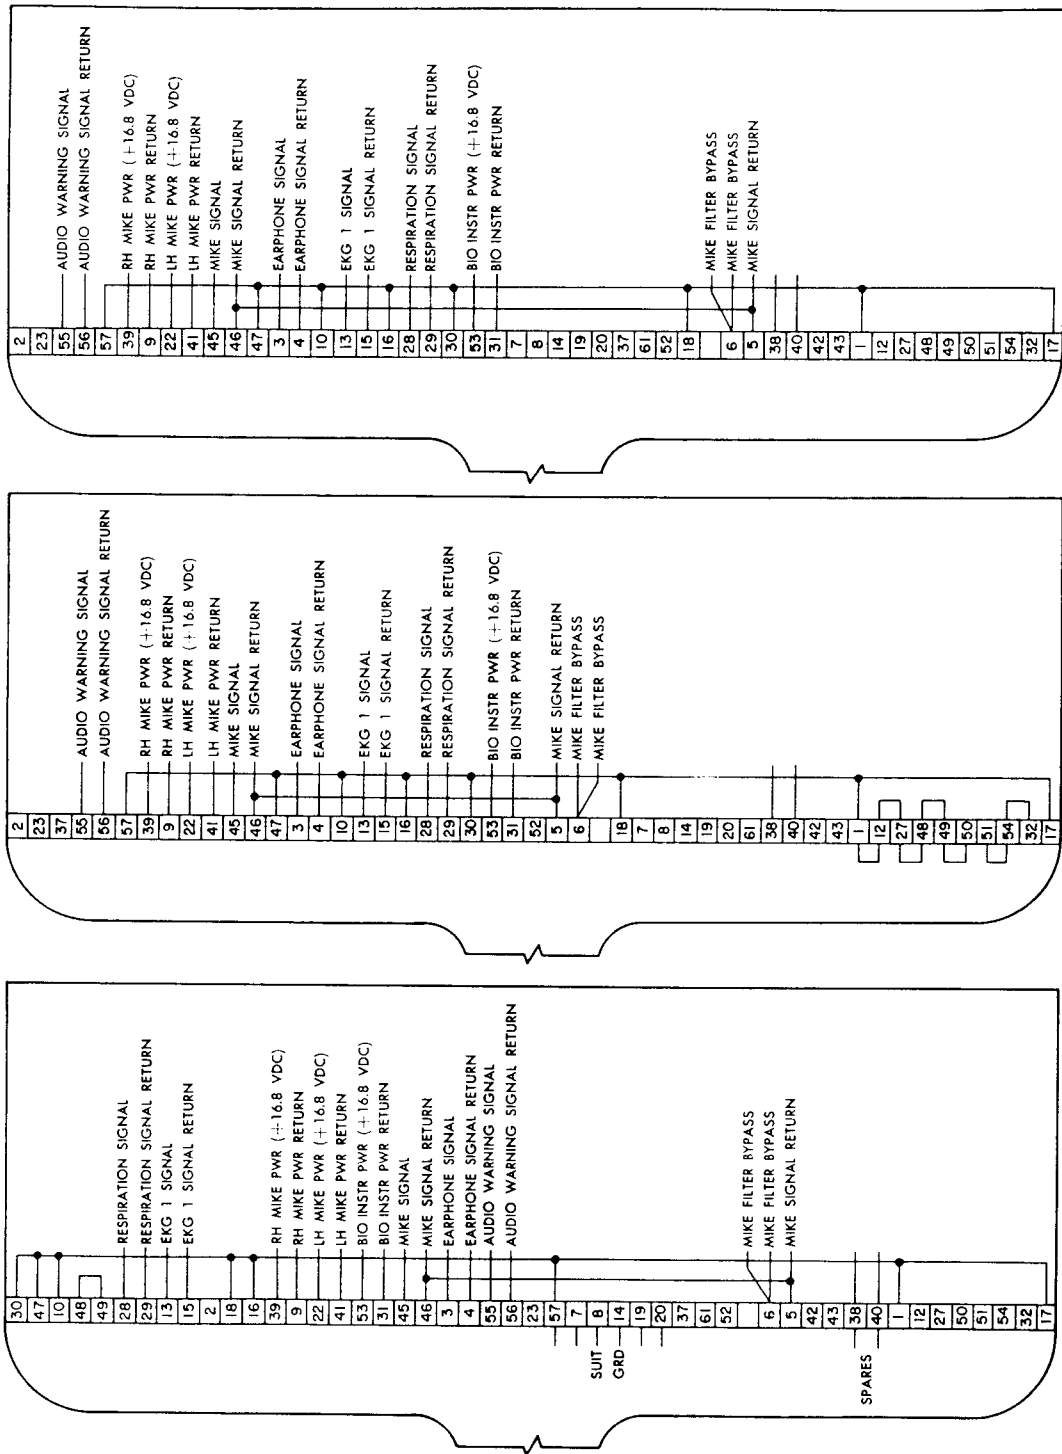 2
23
55 AUDIO WARNING SIGNAL
56 AUDIO WARNING SIGNAL RETURN
57
39 RH MIKE PWR (+16.8 VDC)
9 RH MIKE PWR RETURN
22 LH MIKE PWR (+16.8 VDC)
41 LH MIKE PWR RETURN
45 MIKE SIGNAL
46 MIKE SIGNAL RETURN
47
3 EARPHONE SIGNAL
4 EARPHONE SIGNAL RETURN
10
13 EKG 1 SIGNAL
15 EKG 1 SIGNAL RETURN
16
28 RESPIRATION SIGNAL
29 RESPIRATION SIGNAL RETURN
30
53 BIO INSTR PWR (+16.8 VDC)
31 BIO INSTR PWR RETURN
7
8
14
19
20
37
61
52
18
MIKE FILTER BYPASS
6 MIKE FILTER BYPASS
5 MIKE SIGNAL RETURN
38
40
42
43
1
12
27
48
49
50
51
54
32
17
2
23
37
55 AUDIO WARNING SIGNAL
56 AUDIO WARNING SIGNAL RETURN
57
39 RH MIKE PWR (+16.8 VDC)
9 RH MIKE PWR RETURN
22 LH MIKE PWR (+16.8 VDC)
41 LH MIKE PWR RETURN
45 MIKE SIGNAL
46 MIKE SIGNAL RETURN
47
3 EARPHONE SIGNAL
4 EARPHONE SIGNAL RETURN
10
13 EKG 1 SIGNAL
15 EKG 1 SIGNAL RETURN
16
28 RESPIRATION SIGNAL
29 RESPIRATION SIGNAL RETURN
30
53 BIO INSTR PWR (+16.8 VDC)
31 BIO INSTR PWR RETURN
52
5 MIKE SIGNAL RETURN
6 MIKE FILTER BYPASS
MIKE FILTER BYPASS
18
7
8
14
19
20
61
38
40
42
43
1
12
27
48
49
50
51
54
32
17
30
47
10
48
49
28 RESPIRATION SIGNAL
29 RESPIRATION SIGNAL RETURN
13 EKG 1 SIGNAL
15 EKG 1 SIGNAL RETURN
2
18
16
39 RH MIKE PWR (+16.8 VDC)
9 RH MIKE PWR RETURN
22 LH MIKE PWR (+16.8 VDC)
41 LH MIKE PWR RETURN
53 BIO INSTR PWR (+16.8 VDC)
31 BIO INSTR PWR RETURN
45 MIKE SIGNAL
46 MIKE SIGNAL RETURN
3 EARPHONE SIGNAL
4 EARPHONE SIGNAL RETURN
55 AUDIO WARNING SIGNAL
56 AUDIO WARNING SIGNAL RETURN
23
57
7
SUIT 8
GRD 14
19
20
37
61
52
MIKE FILTER BYPASS
6 MIKE FILTER BYPASS
5 MIKE SIGNAL RETURN
42
43
38
SPARES
40
1
12
27
50
51
54
32
17